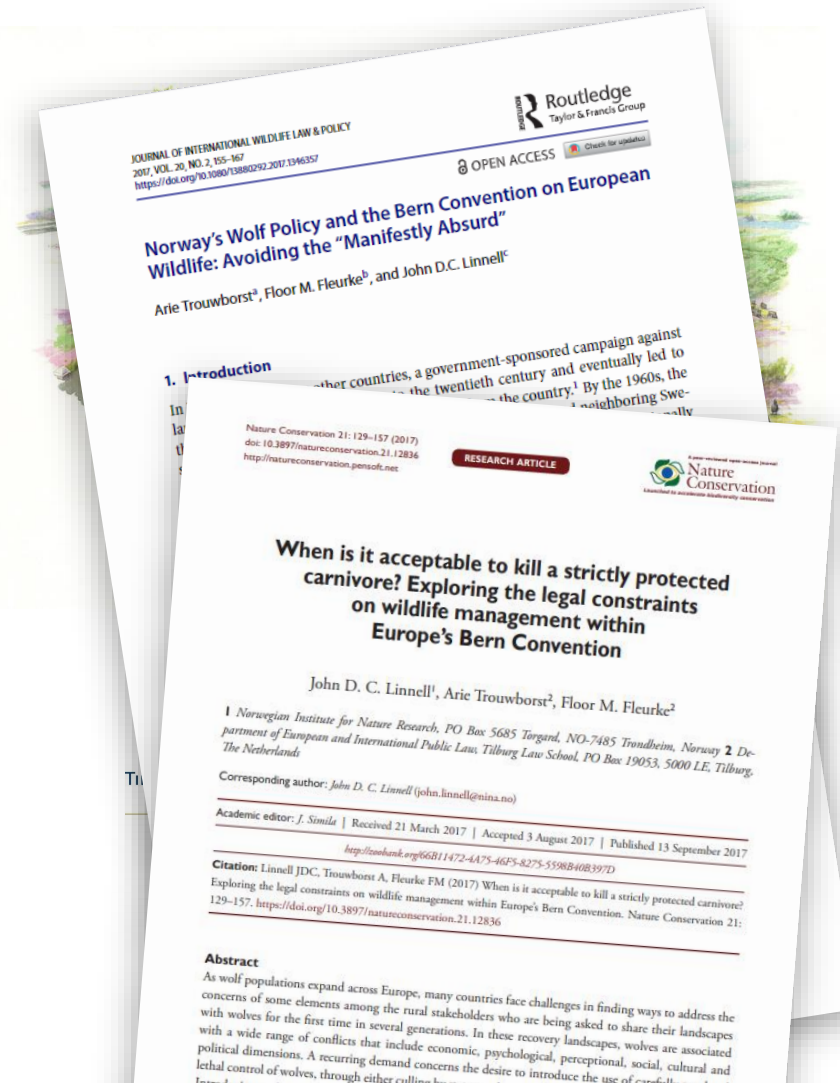 JOURNAL OF INTERNATIONAL WILDLIFE LAW & POLICY
2017, VOL. 20, NO. 2, 155–167
https://doi.org/10.1080/13880292.2017.1346357
Routledge
Taylor & Francis Group
OPEN ACCESS
Check for updates
Norway’s Wolf Policy and the Bern Convention on European
Wildlife: Avoiding the “Manifestly Absurd”
Arie Trouwborstᵃ, Floor M. Fleurkeᵇ, and John D.C. Linnellᶜ
1. Introduction
In other countries, a government-sponsored campaign against
the twentieth century and eventually led to
the country.¹ By the 1960s, the
neighboring Swe-
Nature Conservation 21: 129–157 (2017)
doi: 10.3897/natureconservation.21.12836
http://natureconservation.pensoft.net
RESEARCH ARTICLE
A peer-reviewed open-access journal
Nature
Conservation
Launched to accelerate biodiversity conservation
When is it acceptable to kill a strictly protected
carnivore? Exploring the legal constraints
on wildlife management within
Europe’s Bern Convention
John D. C. Linnell¹, Arie Trouwborst², Floor M. Fleurke²
1 Norwegian Institute for Nature Research, PO Box 5685 Torgard, NO-7485 Trondheim, Norway 2 De-
partment of European and International Public Law, Tilburg Law School, PO Box 19053, 5000 LE, Tilburg,
The Netherlands
Corresponding author: John D. C. Linnell (john.linnell@nina.no)
Academic editor: J. Similä | Received 21 March 2017 | Accepted 3 August 2017 | Published 13 September 2017
http://zoobank.org/66B11472-4A75-46F5-8275-5598B40B397D
Citation: Linnell JDC, Trouwborst A, Fleurke FM (2017) When is it acceptable to kill a strictly protected carnivore?
Exploring the legal constraints on wildlife management within Europe’s Bern Convention. Nature Conservation 21:
129–157. https://doi.org/10.3897/natureconservation.21.12836
Abstract
As wolf populations expand across Europe, many countries face challenges in finding ways to address the
concerns of some elements among the rural stakeholders who are being asked to share their landscapes
with wolves for the first time in several generations. In these recovery landscapes, wolves are associated
with a wide range of conflicts that include economic, psychological, perceptional, social, cultural and
political dimensions. A recurring demand concerns the desire to introduce the use of
lethal control of wolves, through either culling